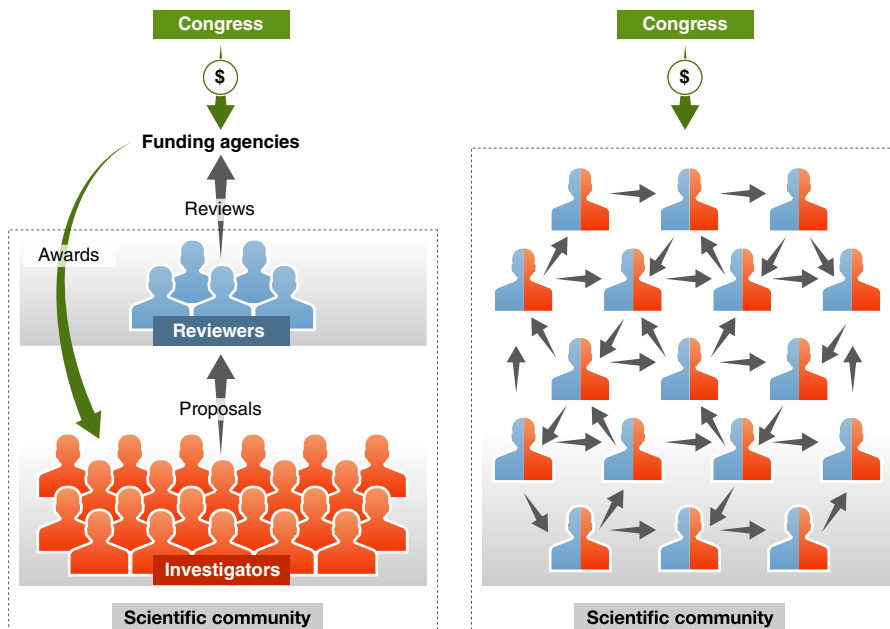 Congress
$
Funding agencies
Reviews
Awards
Reviewers
Proposals
Investigators
Scientific community
Congress
$
Scientific community